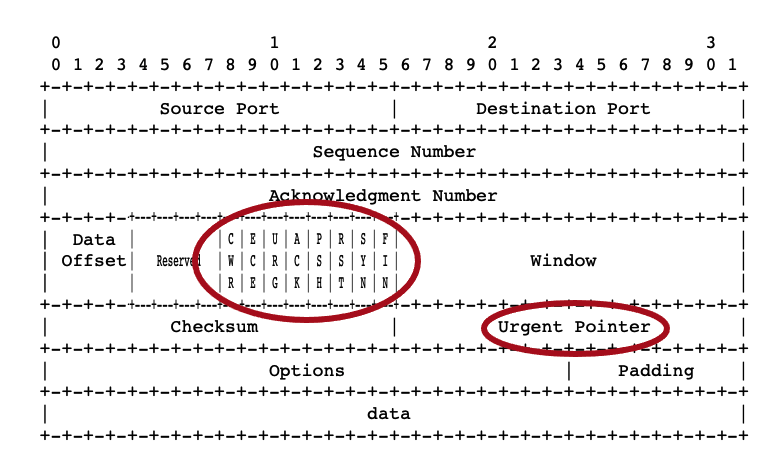 0                   1                   2                   3
 0 1 2 3 4 5 6 7 8 9 0 1 2 3 4 5 6 7 8 9 0 1 2 3 4 5 6 7 8 9 0 1
+-+-+-+-+-+-+-+-+-+-+-+-+-+-+-+-+-+-+-+-+-+-+-+-+-+-+-+-+-+-+-+-+
|          Source Port          |       Destination Port        |
+-+-+-+-+-+-+-+-+-+-+-+-+-+-+-+-+-+-+-+-+-+-+-+-+-+-+-+-+-+-+-+-+
|                        Sequence Number                        |
+-+-+-+-+-+-+-+-+-+-+-+-+-+-+-+-+-+-+-+-+-+-+-+-+-+-+-+-+-+-+-+-+
|                    Acknowledgment Number                      |
+-+-+-+-+-+-+-+-+-+-+-+-+-+-+-+-+-+-+-+-+-+-+-+-+-+-+-+-+-+-+-+-+
|  Data |       |C|E|U|A|P|R|S|F|                               |
| Offset| Reserved |W|C|R|C|S|S|Y|I|            Window             |
|       |       |R|E|G|K|H|T|N|N|                               |
+-+-+-+-+-+-+-+-+-+-+-+-+-+-+-+-+-+-+-+-+-+-+-+-+-+-+-+-+-+-+-+-+
|           Checksum            |         Urgent Pointer        |
+-+-+-+-+-+-+-+-+-+-+-+-+-+-+-+-+-+-+-+-+-+-+-+-+-+-+-+-+-+-+-+-+
|                    Options                    |    Padding    |
+-+-+-+-+-+-+-+-+-+-+-+-+-+-+-+-+-+-+-+-+-+-+-+-+-+-+-+-+-+-+-+-+
|                             data                              |
+-+-+-+-+-+-+-+-+-+-+-+-+-+-+-+-+-+-+-+-+-+-+-+-+-+-+-+-+-+-+-+-+